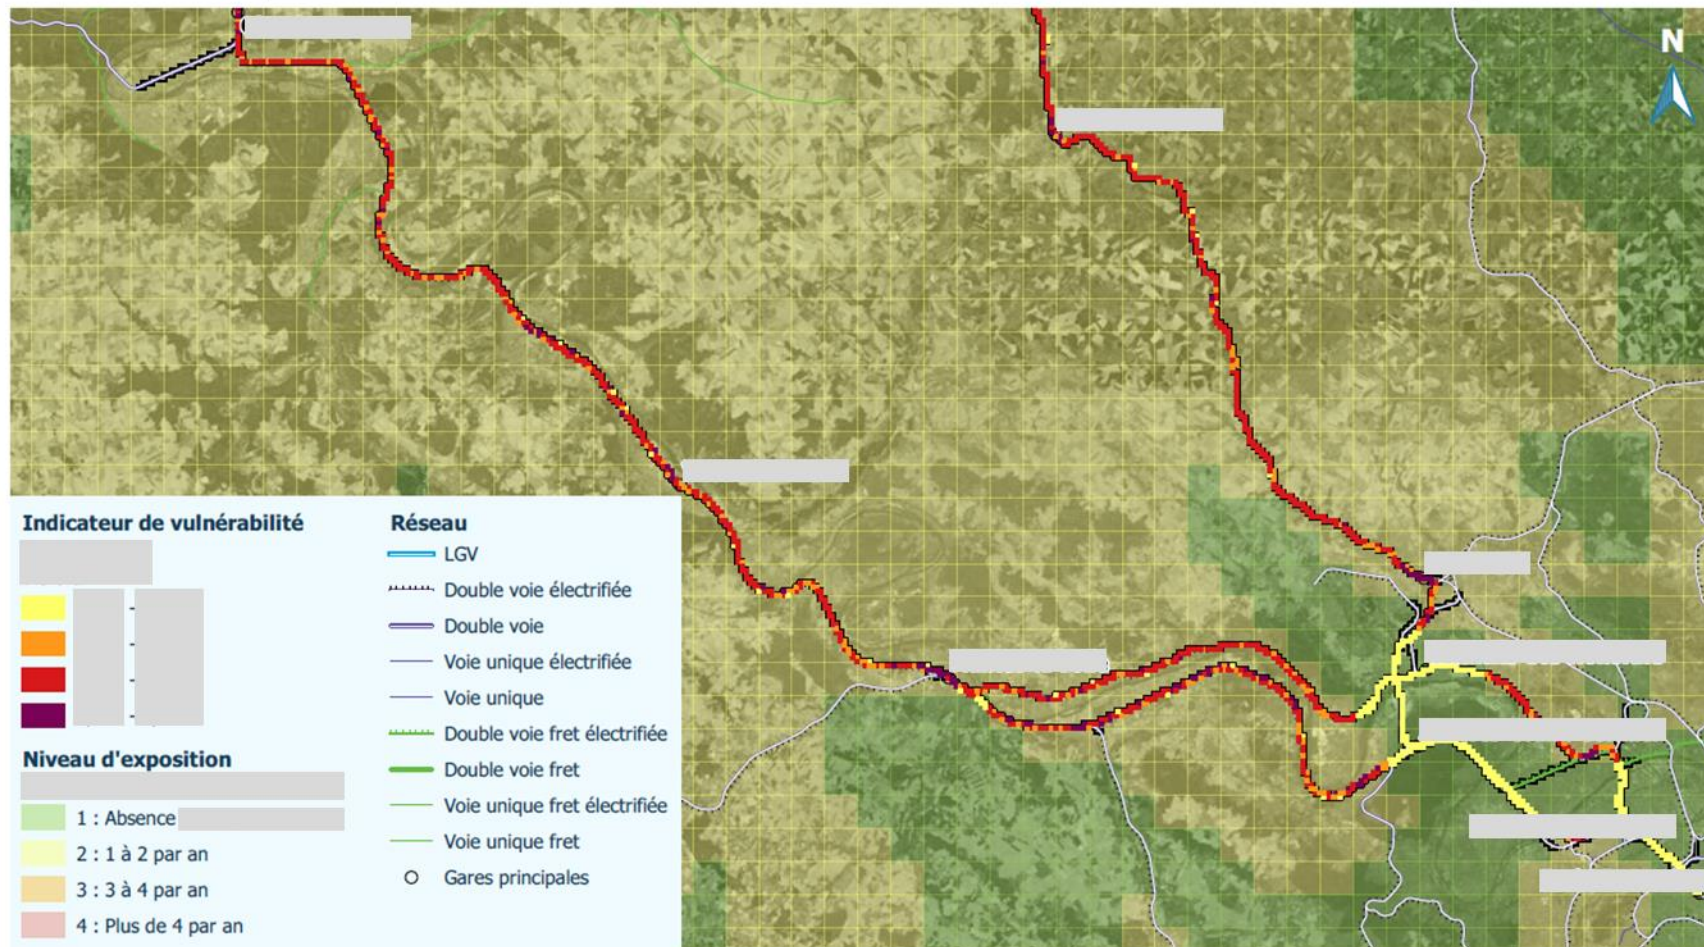 N
Indicateur de vulnérabilité
-
-
-
-
Niveau d'exposition
1 : Absence
2 : 1 à 2 par an
3 : 3 à 4 par an
4 : Plus de 4 par an
Réseau
LGV
Double voie électrifiée
Double voie
Voie unique électrifiée
Voie unique
Double voie fret électrifiée
Double voie fret
Voie unique fret électrifiée
Voie unique fret
Gares principales